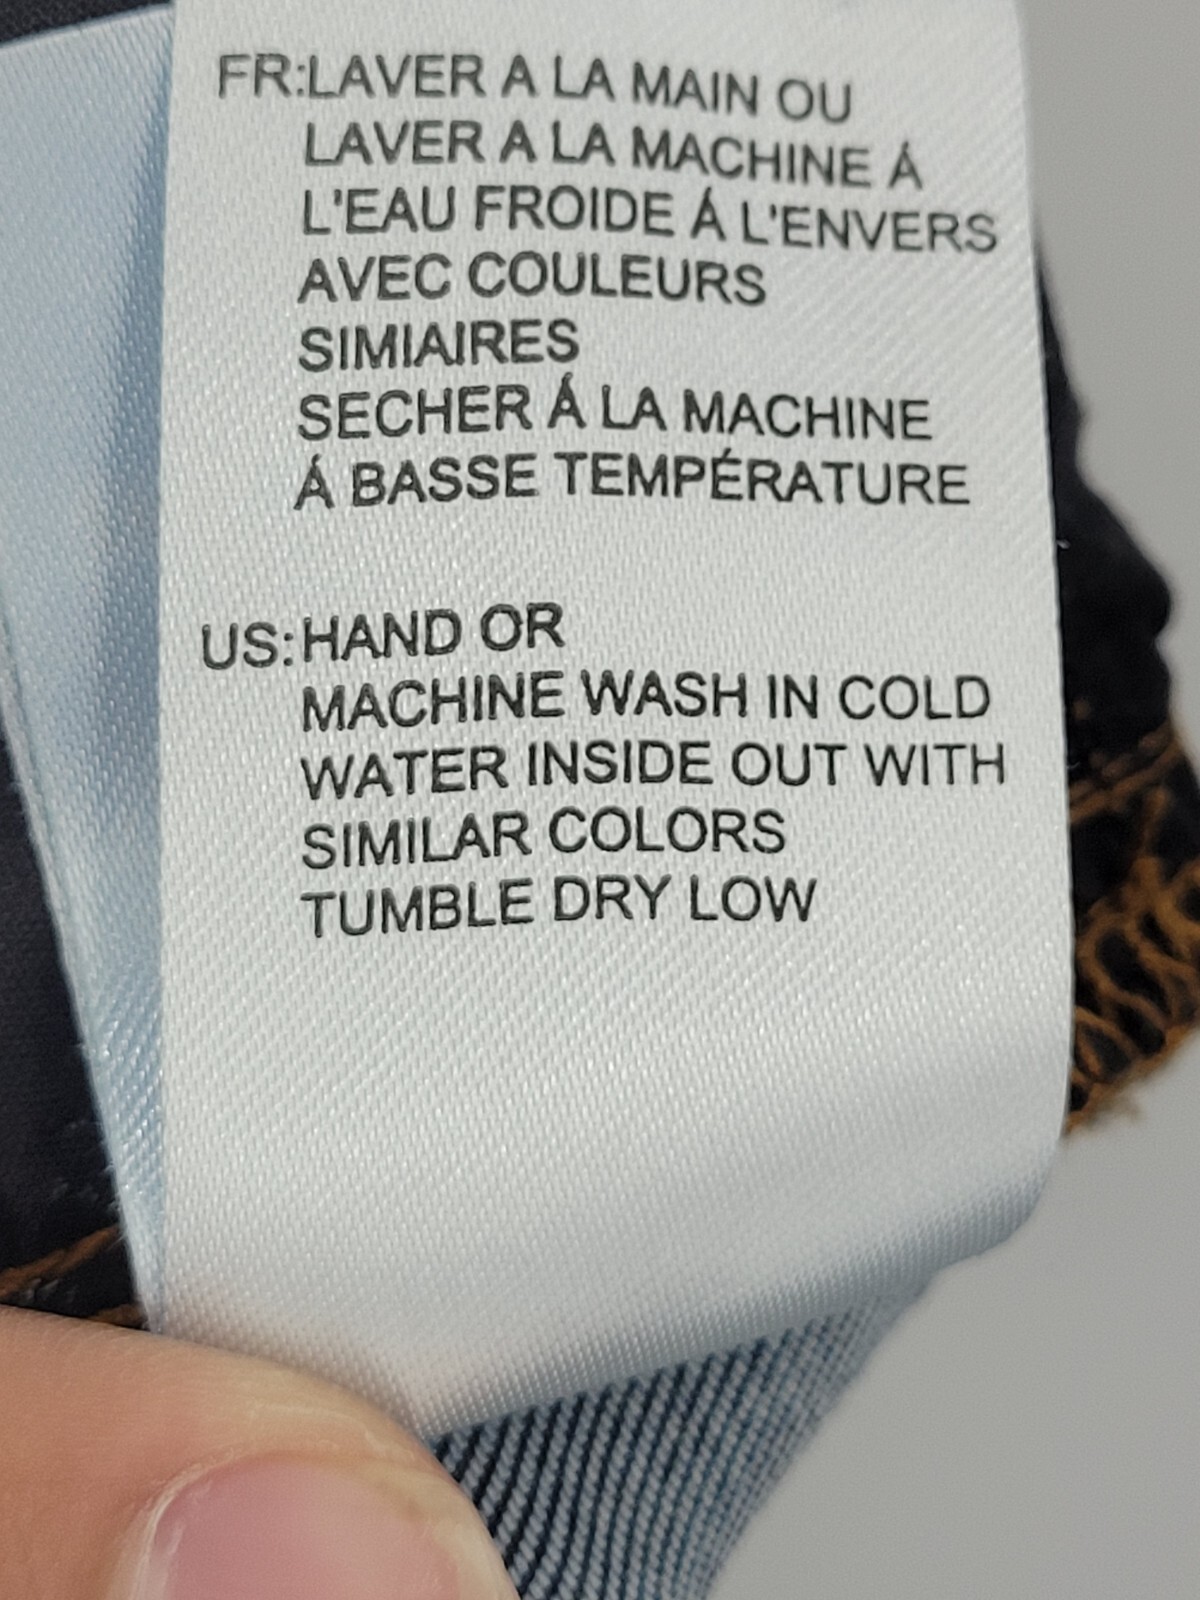 FR:LAVER A LA MAIN OU
LAVER A LA MACHINE Á
L'EAU FROIDE Á L'ENVERS
AVEC COULEURS
SIMIAIRES
SECHER Á LA MACHINE
Á BASSE TEMPÉRATURE
US:HAND OR
MACHINE WASH IN COLD
WATER INSIDE OUT WITH
SIMILAR COLORS
TUMBLE DRY LOW